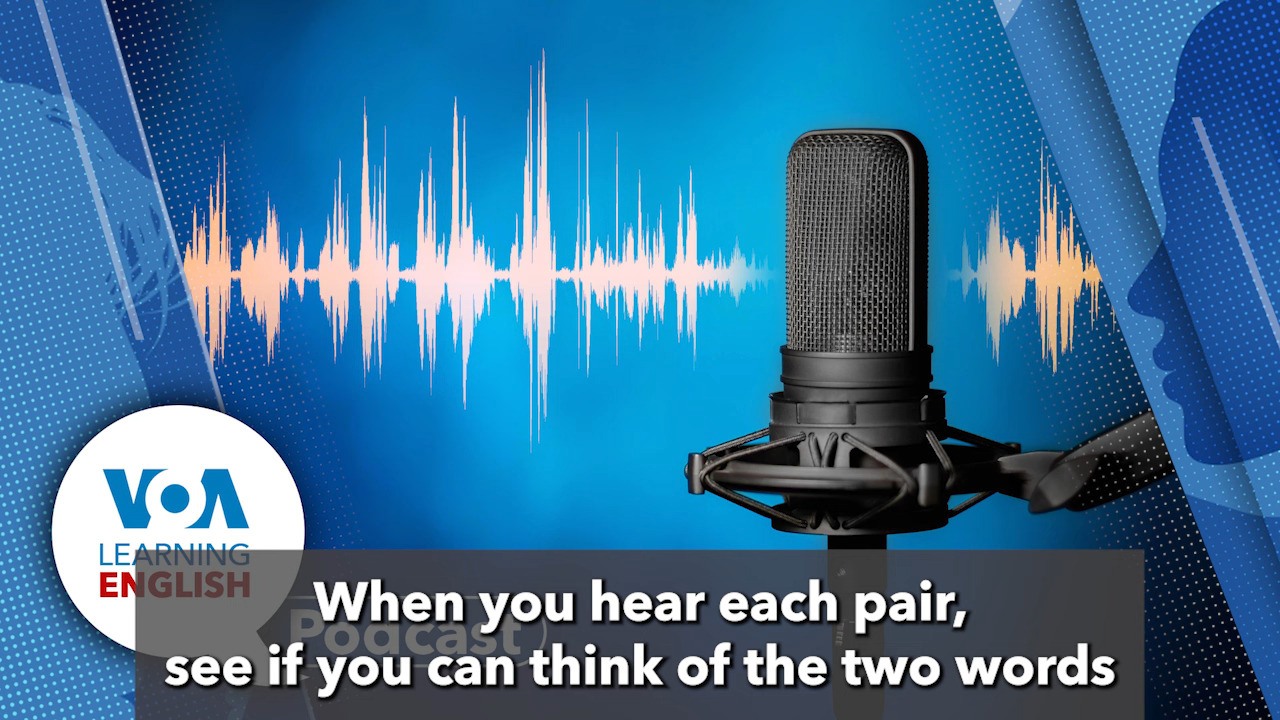 VOA
LEARNING
ENGLISH
Podcast
When you hear each pair,
see if you can think of the two words